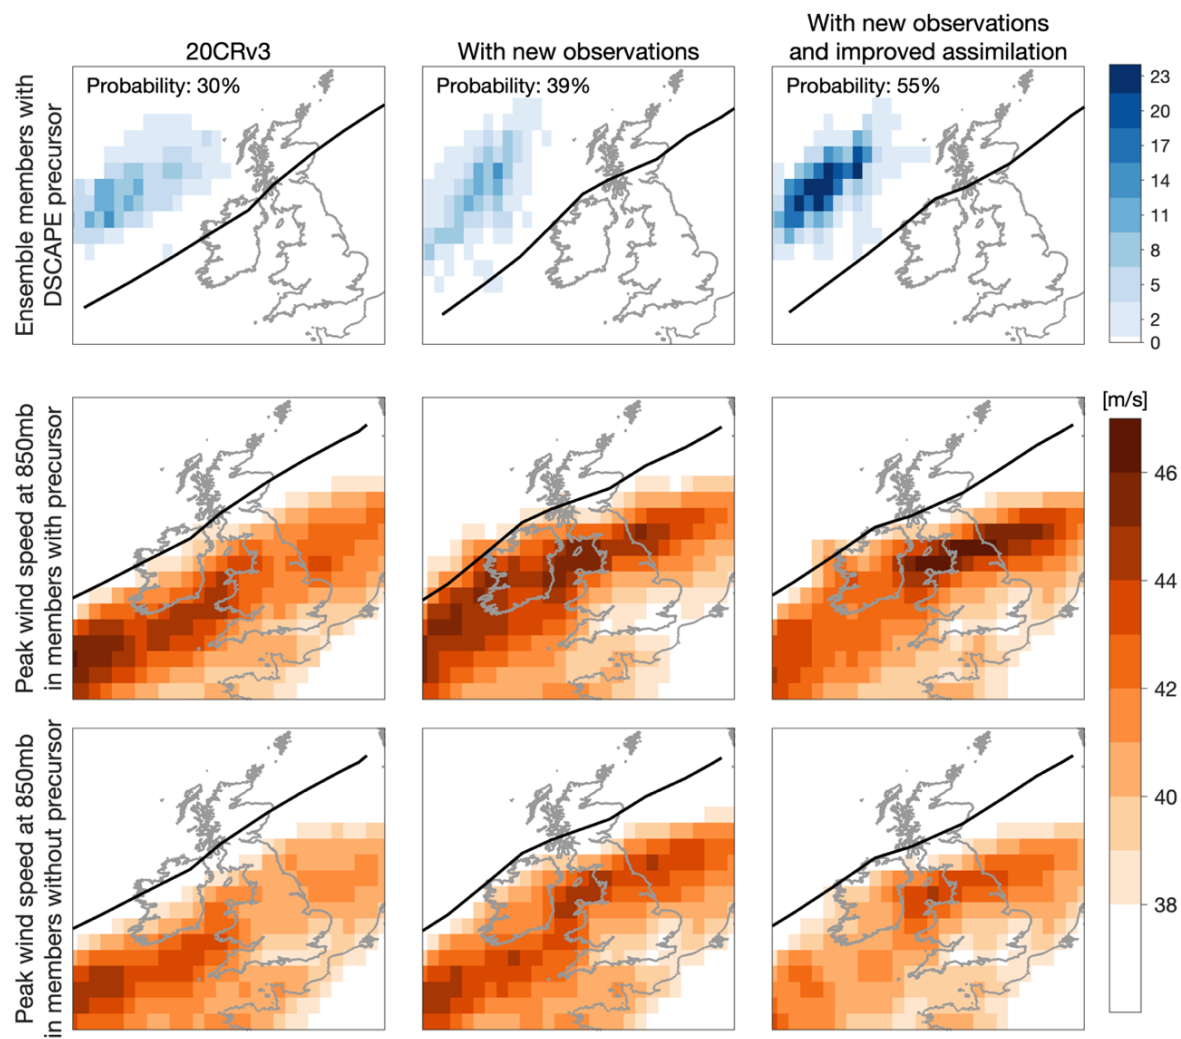 20CRv3
With new observations
With new observations
and improved assimilation
Ensemble members with
DSCAPE precursor
Probability: 30%
Probability: 39%
Probability: 55%
23
20
17
14
11
8
5
2
0
Peak wind speed at 850mb
in members with precursor
[m/s]
46
44
42
40
38
Peak wind speed at 850mb
in members without precursor